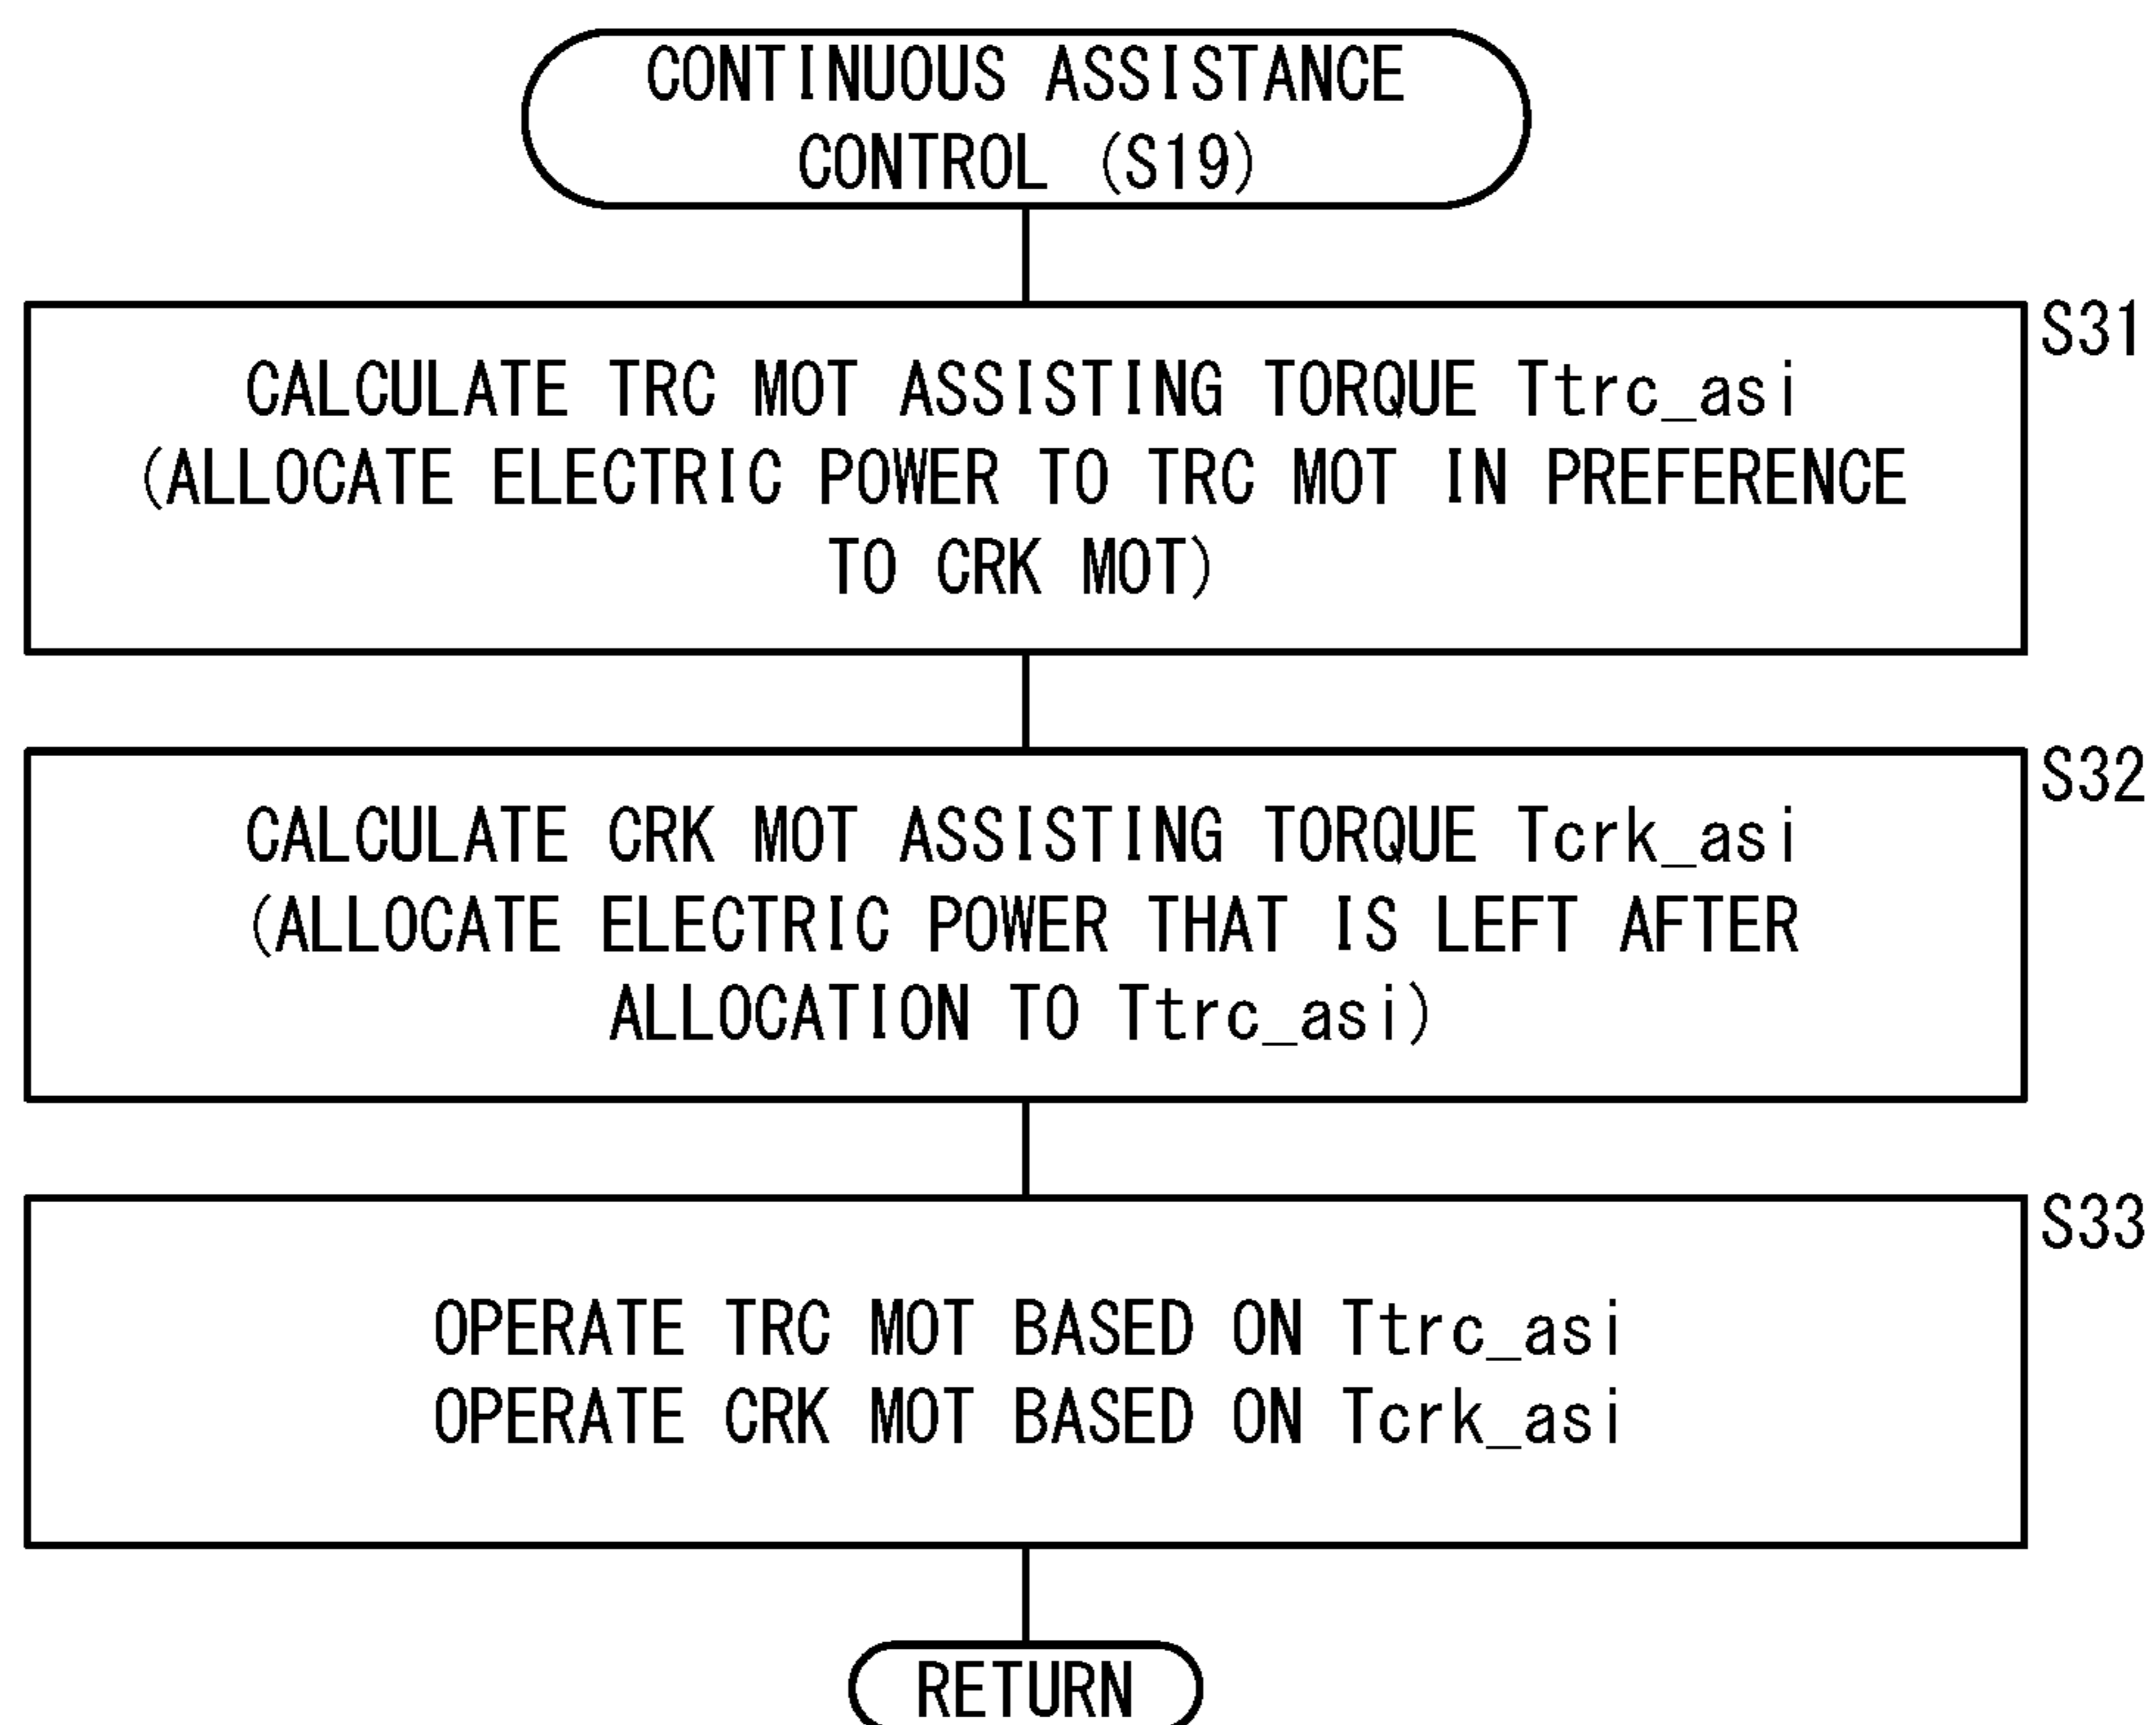 CONTINUOUS ASSISTANCE
CONTROL (S19)
S31
CALCULATE TRC MOT ASSISTING TORQUE Ttrc_asi
(ALLOCATE ELECTRIC POWER TO TRC MOT IN PREFERENCE
TO CRK MOT)
S32
CALCULATE CRK MOT ASSISTING TORQUE Tcrk_asi
(ALLOCATE ELECTRIC POWER THAT IS LEFT AFTER
ALLOCATION TO Ttrc_asi)
S33
OPERATE TRC MOT BASED ON Ttrc_asi
OPERATE CRK MOT BASED ON Tcrk_asi
RETURN